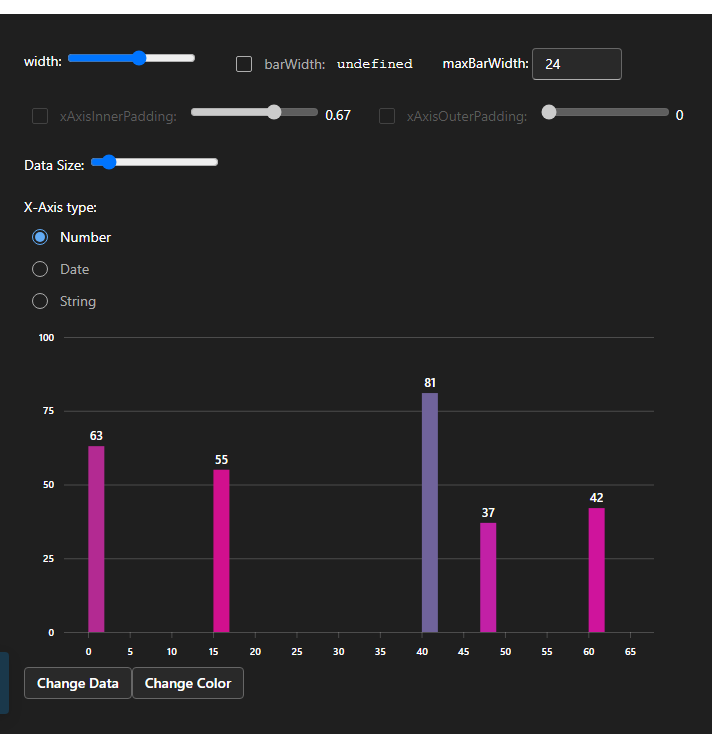 width: barWidth: undefined maxBarWidth: 24
xAxisInnerPadding: 0.67 xAxisOuterPadding: 0
Data Size:
X-Axis type:
Number
Date
String
100
81
75
63
55
50
42
37
25
0
0 5 10 15 20 25 30 35 40 45 50 55 60 65
Change Data Change Color